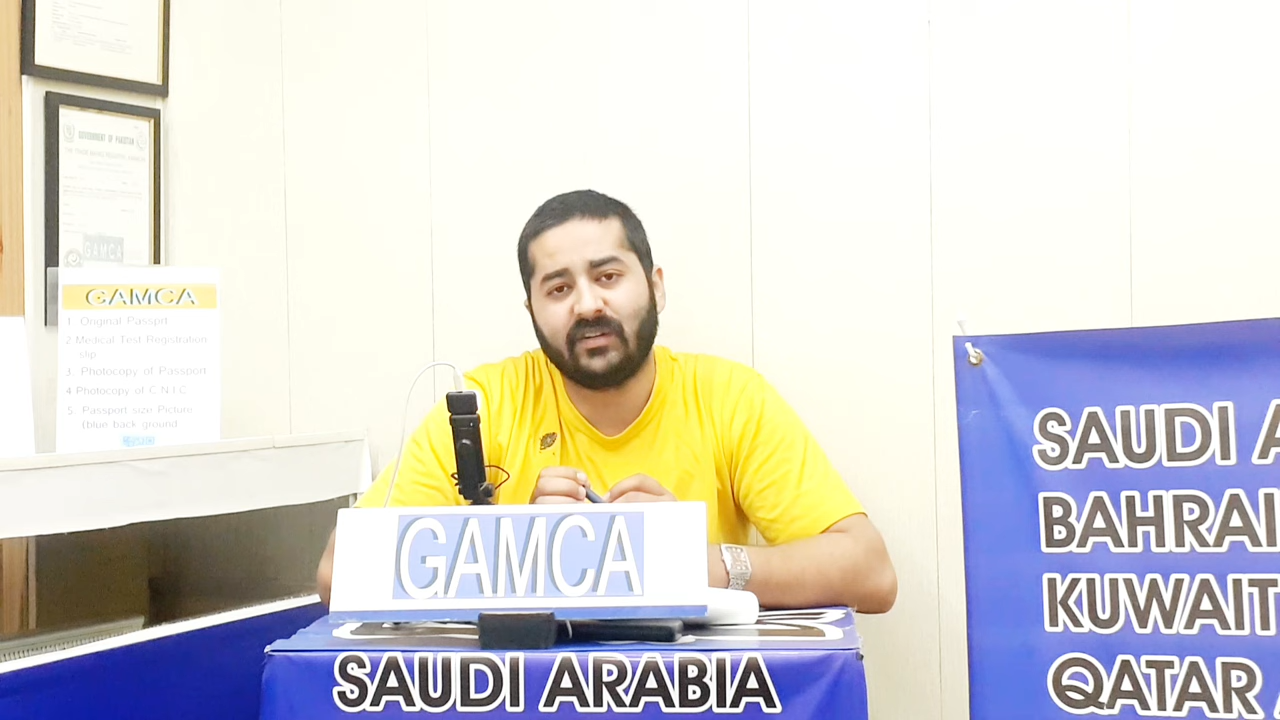 GOVERNMENT OF PAKISTAN
GAMCA
GAMCA
1 Original Passprt
2 Medical Test Registration
slip
3. Photocopy of Passport
4 Photocopy of C N I C
5. Passport size Picture
(blue back ground
GAMCA
SAUDI ARABIA
SAUDI A
BAHRAI
KUWAIT
QATAR